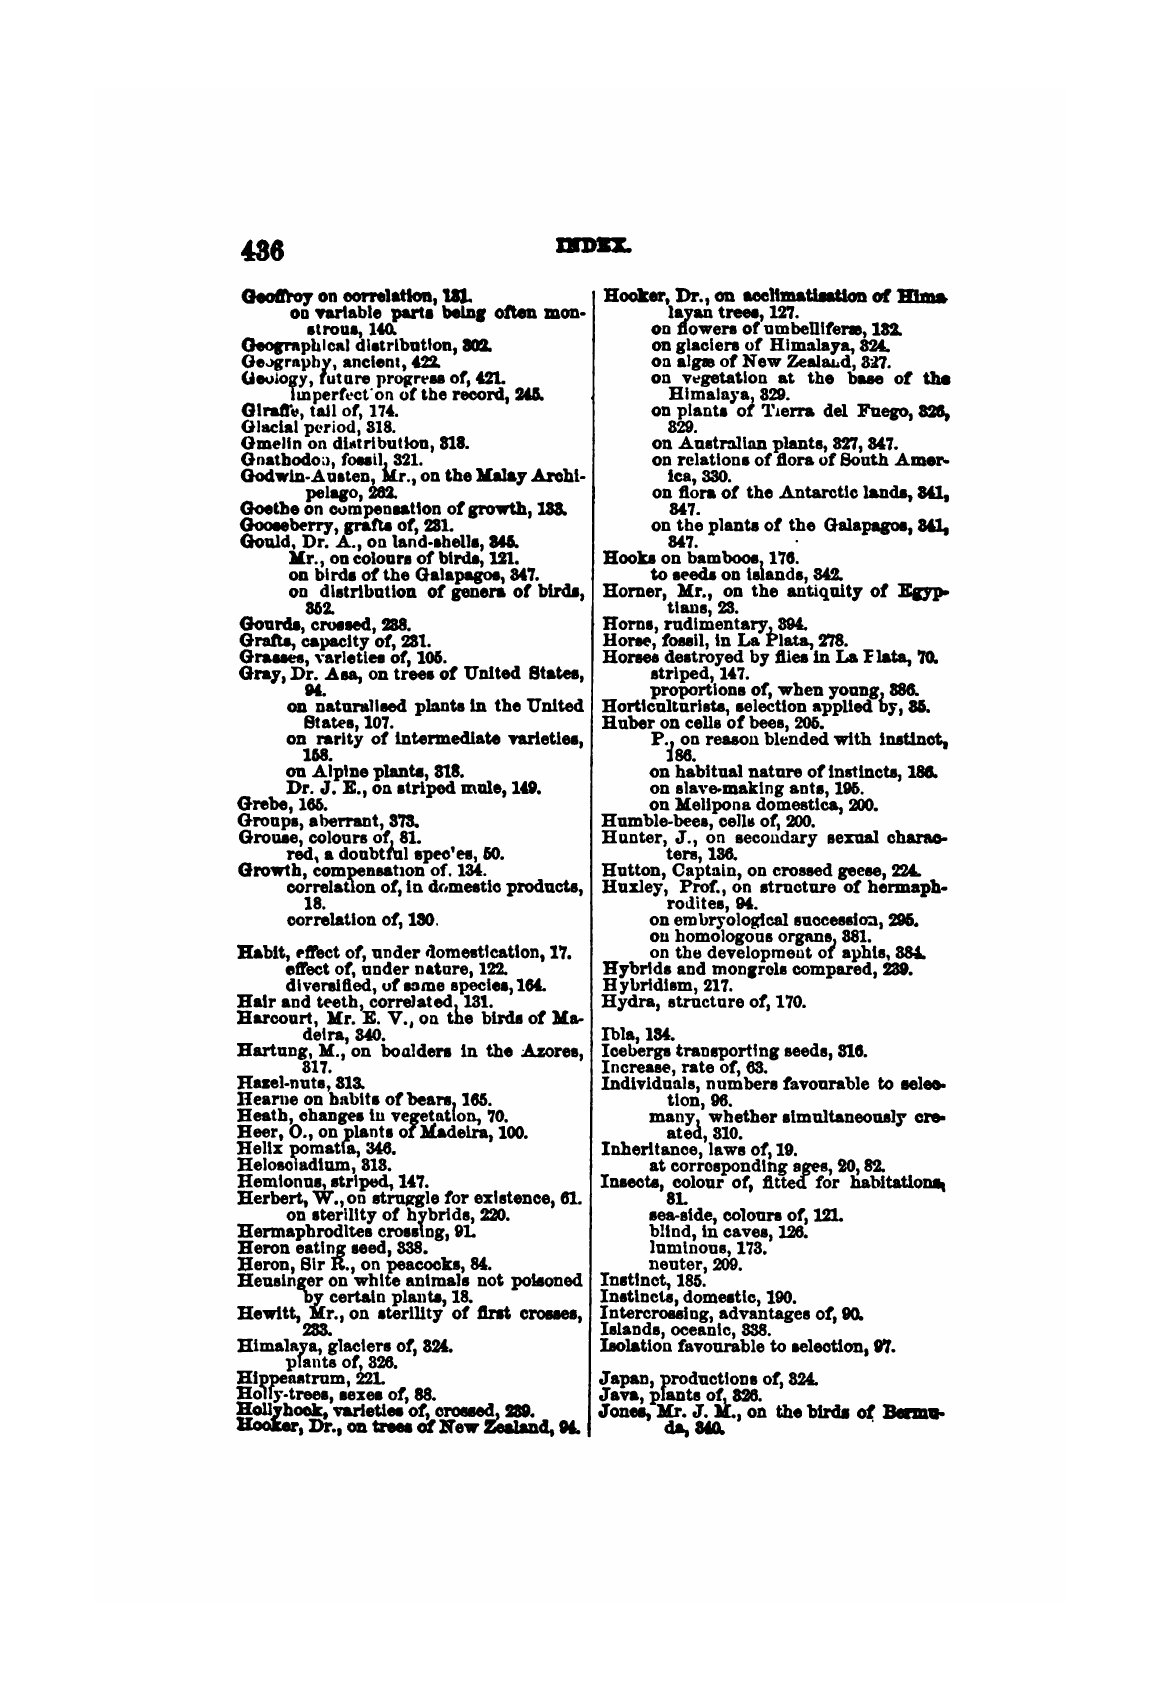 436
INDEX.
Geoffroy on correlation, 131.
on variable parts being often mon-
strous, 140.
Geographical distribution, 302.
Geography, ancient, 422.
Geology, future progress of, 421.
imperfection of the record, 245.
Giraffe, tail of, 174.
Glacial period, 318.
Gmelin on distribution, 318.
Gnathodon, fossil, 321.
Godwin-Austen, Mr., on the Malay Archi-
pelago, 262.
Goethe on compensation of growth, 133.
Gooseberry, grafts of, 231.
Gould, Dr. A., on land-shells, 345.
Mr., on colours of birds, 121.
on birds of the Galapagos, 347.
on distribution of genera of birds,
352.
Gourds, crossed, 238.
Grafts, capacity of, 231.
Grasses, varieties of, 105.
Gray, Dr. Asa, on trees of United States,
94.
on naturalised plants in the United
States, 107.
on rarity of intermediate varieties,
158.
on Alpine plants, 318.
Dr. J. E., on striped mule, 149.
Grebe, 165.
Groups, aberrant, 373.
Grouse, colours of, 81.
red, a doubtful spec'es, 50.
Growth, compensation of, 134.
correlation of, in domestic products,
18.
correlation of, 130.
Habit, effect of, under domestication, 17.
effect of, under nature, 122.
diversified, of same species, 164.
Hair and teeth, correlated, 131.
Harcourt, Mr. E. V., on the birds of Ma-
deira, 340.
Hartung, M., on boulders in the Azores,
317.
Hazel-nuts, 313.
Hearne on habits of bears, 165.
Heath, changes in vegetation, 70.
Heer, O., on plants of Madeira, 100.
Helix pomatia, 346.
Helosciadium, 313.
Hemionus, striped, 147.
Herbert, W., on struggle for existence, 61.
on sterility of hybrids, 220.
Hermaphrodites crossing, 91.
Heron eating seed, 338.
Heron, Sir R., on peacocks, 84.
Heusinger on white animals not poisoned
by certain plants, 18.
Hewitt, Mr., on sterility of first crosses,
233.
Himalaya, glaciers of, 324.
plants of, 326.
Hippeastrum, 221.
Holly-trees, sexes of, 88.
Hollyhock, varieties of, crossed, 239.
Hooker, Dr., on trees of New Zealand, 94.
Hooker, Dr., on acclimatisation of Hima
layan trees, 127.
on flowers of umbelliferæ, 132.
on glaciers of Himalaya, 324.
on algæ of New Zealand, 327.
on vegetation at the base of the
Himalaya, 329.
on plants of Tierra del Fuego, 326,
329.
on Australian plants, 327, 347.
on relations of flora of South Amer-
ica, 330.
on flora of the Antarctic lands, 341,
347.
on the plants of the Galapagos, 341,
347.
Hooks on bamboos, 176.
to seeds on islands, 342.
Horner, Mr., on the antiquity of Egyp-
tians, 23.
Horns, rudimentary, 394.
Horse, fossil, in La Plata, 278.
Horses destroyed by flies in La Plata, 70.
striped, 147.
proportions of, when young, 386.
Horticulturists, selection applied by, 35.
Huber on cells of bees, 205.
P., on reason blended with instinct,
186.
on habitual nature of instincts, 186.
on slave-making ants, 195.
on Melipona domestica, 200.
Humble-bees, cells of, 200.
Hunter, J., on secondary sexual charac-
ters, 136.
Hutton, Captain, on crossed geese, 224.
Huxley, Prof., on structure of hermaph-
rodites, 94.
on embryological succession, 295.
on homologous organs, 381.
on the development of aphis, 384.
Hybrids and mongrels compared, 239.
Hybridism, 217.
Hydra, structure of, 170.
Ibla, 134.
Icebergs transporting seeds, 316.
Increase, rate of, 63.
Individuals, numbers favourable to selec-
tion, 96.
many, whether simultaneously cre-
ated, 310.
Inheritance, laws of, 19.
at corresponding ages, 20, 82.
Insects, colour of, fitted for habitations,
81.
sea-side, colours of, 121.
blind, in caves, 126.
luminous, 173.
neuter, 209.
Instinct, 185.
Instincts, domestic, 190.
Intercrossing, advantages of, 90.
Islands, oceanic, 338.
Isolation favourable to selection, 97.
Japan, productions of, 324.
Java, plants of, 326.
Jones, Mr. J. M., on the birds of Bermu-
da, 340.